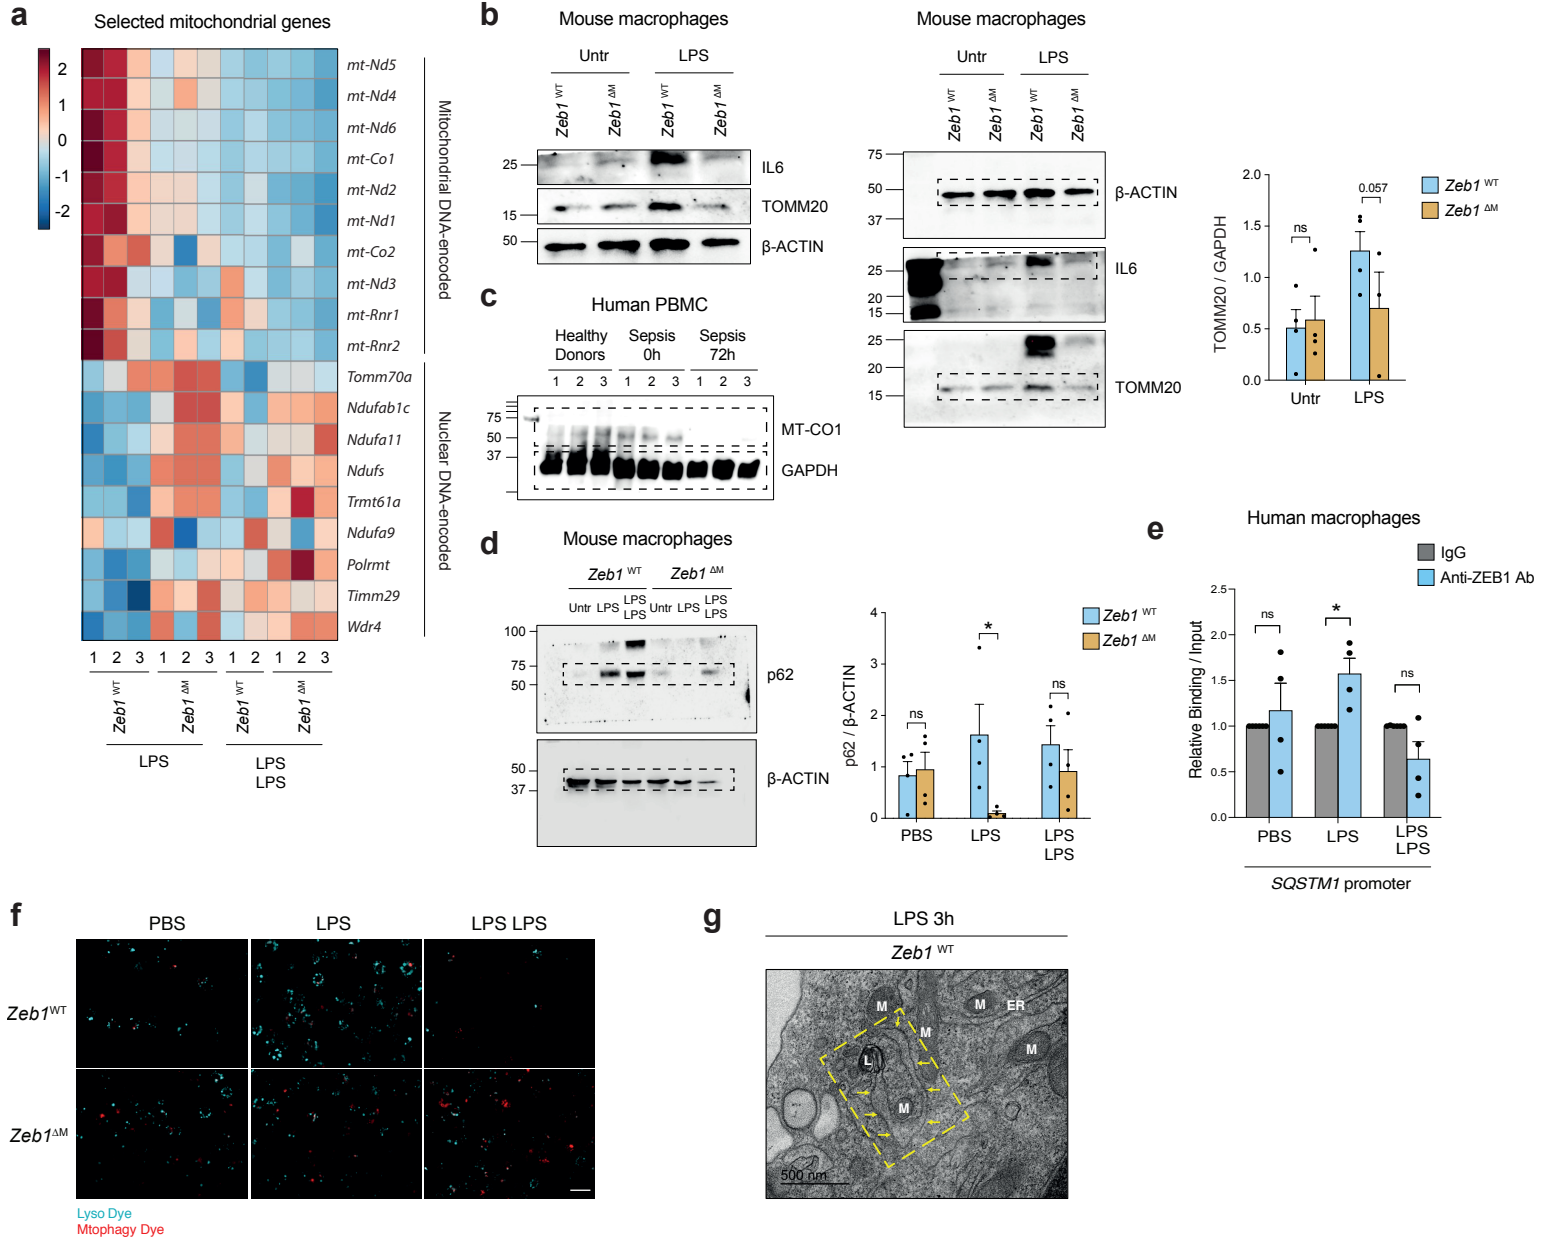 a
Selected mitochondrial genes
2
1
0
-1
-2
mt-Nd5
mt-Nd4
mt-Nd6
mt-Co1
mt-Nd2
mt-Nd1
mt-Co2
mt-Nd3
mt-Rnr1
mt-Rnr2
Tomm70a
Ndufab1c
Ndufa11
Ndufs
Trmt61a
Ndufa9
Polrmt
Timm29
Wdr4
Mitochondrial DNA-encoded
Nuclear DNA-encoded
1 2 3 1 2 3 1 2 1 2 3
Zeb1 WT
Zeb1 ΔM
Zeb1 WT
Zeb1 ΔM
LPS
LPS
LPS
b
Mouse macrophages
Untr
LPS
Zeb1 WT
Zeb1 ΔM
Zeb1 WT
Zeb1 ΔM
25
IL6
15
TOMM20
50
β-ACTIN
Mouse macrophages
Untr
LPS
Zeb1 WT
Zeb1 ΔM
Zeb1 WT
Zeb1 ΔM
75
50
37
β-ACTIN
25
20
15
IL6
25
20
15
TOMM20
TOMM20 / GAPDH
2.0
1.5
1.0
0.5
0.0
ns
0.057
Untr
LPS
Zeb1 WT
Zeb1 ΔM
c
Human PBMC
Healthy Donors
Sepsis 0h
Sepsis 72h
1 2 3 1 2 3 1 2 3
75
50
37
MT-CO1
GAPDH
d
Mouse macrophages
Zeb1 WT
Zeb1 ΔM
Untr LPS LPS LPS Untr LPS LPS LPS
100
75
50
p62
50
37
β-ACTIN
p62 / β-ACTIN
4
3
2
1
0
ns
*
ns
PBS
LPS
LPS
LPS
Zeb1 WT
Zeb1 ΔM
e
Human macrophages
IgG
Anti-ZEB1 Ab
Relative Binding / Input
2.5
2.0
1.5
1.0
0.5
0.0
ns
*
ns
PBS
LPS
LPS
LPS
SQSTM1 promoter
f
PBS
LPS
LPS LPS
Zeb1WT
Zeb1ΔM
Lyso Dye
Mtophagy Dye
g
LPS 3h
Zeb1 WT
M
M
ER
M
M
L
M
500 nm